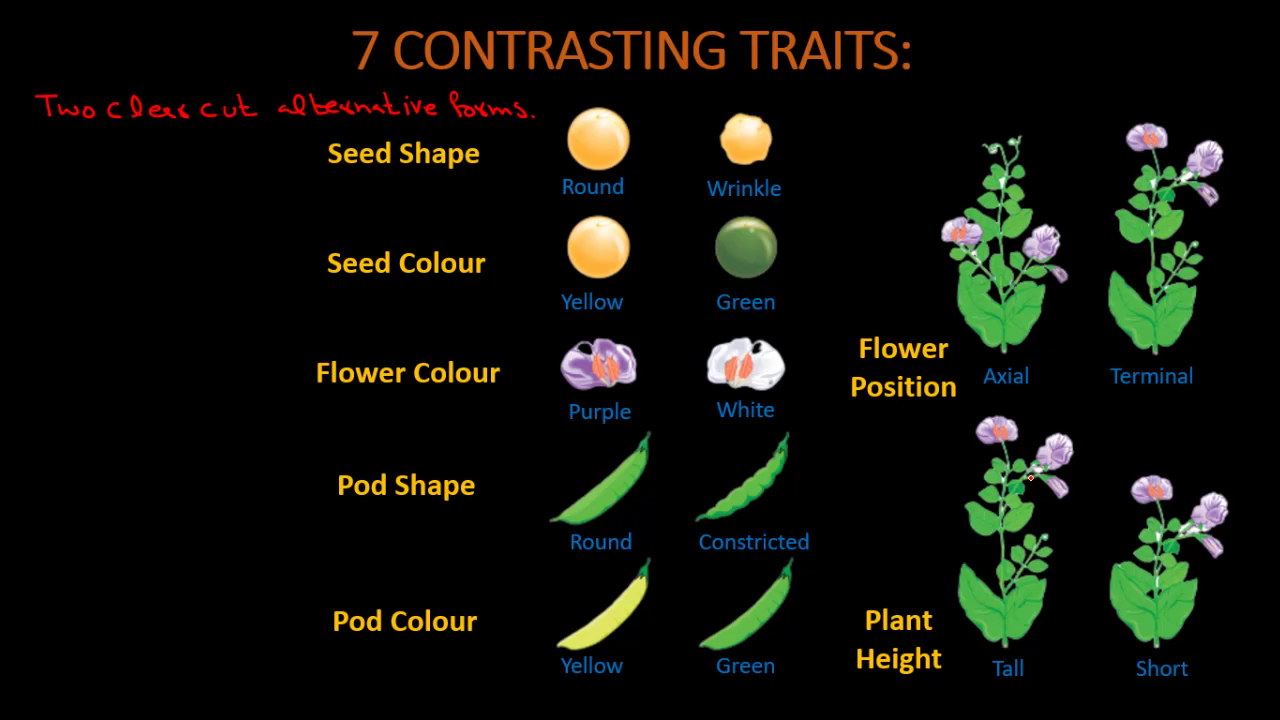 7 CONTRASTING TRAITS:
Two clear cut alternative forms.
Seed Shape
Round
Wrinkle
Seed Colour
Yellow
Green
Flower Colour
Purple
White
Pod Shape
Round
Constricted
Pod Colour
Yellow
Green
Flower
Position
Axial
Terminal
Plant
Height
Tall
Short